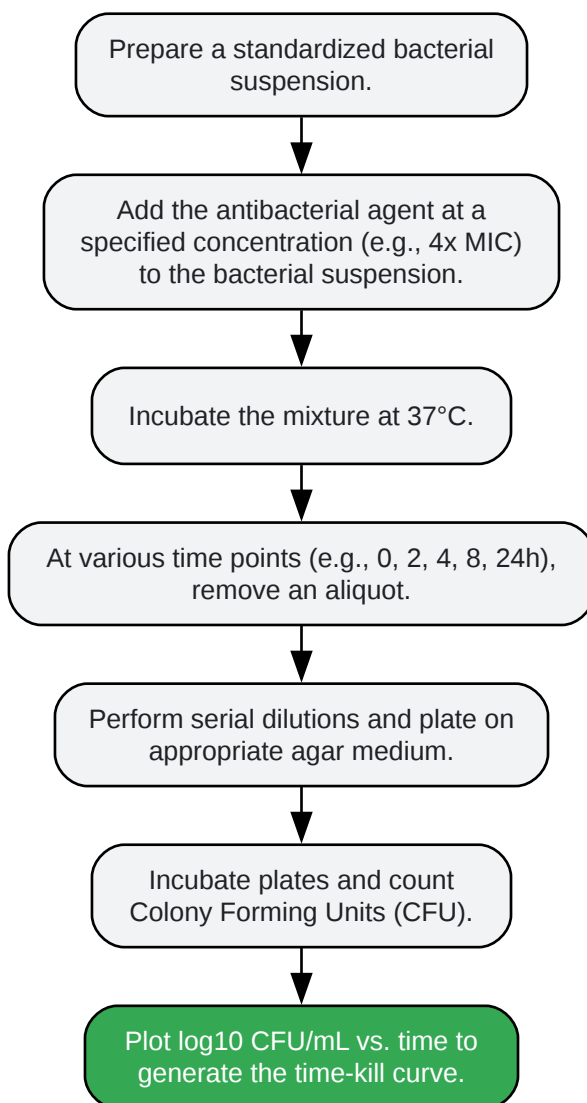 Prepare a standardized bacterial
suspension.
Add the antibacterial agent at a
specified concentration (e.g., 4x MIC)
to the bacterial suspension.
Incubate the mixture at 37°C.
At various time points (e.g., 0, 2, 4, 8, 24h),
remove an aliquot.
Perform serial dilutions and plate on
appropriate agar medium.
Incubate plates and count
Colony Forming Units (CFU).
Plot log10 CFU/mL vs. time to
generate the time-kill curve.